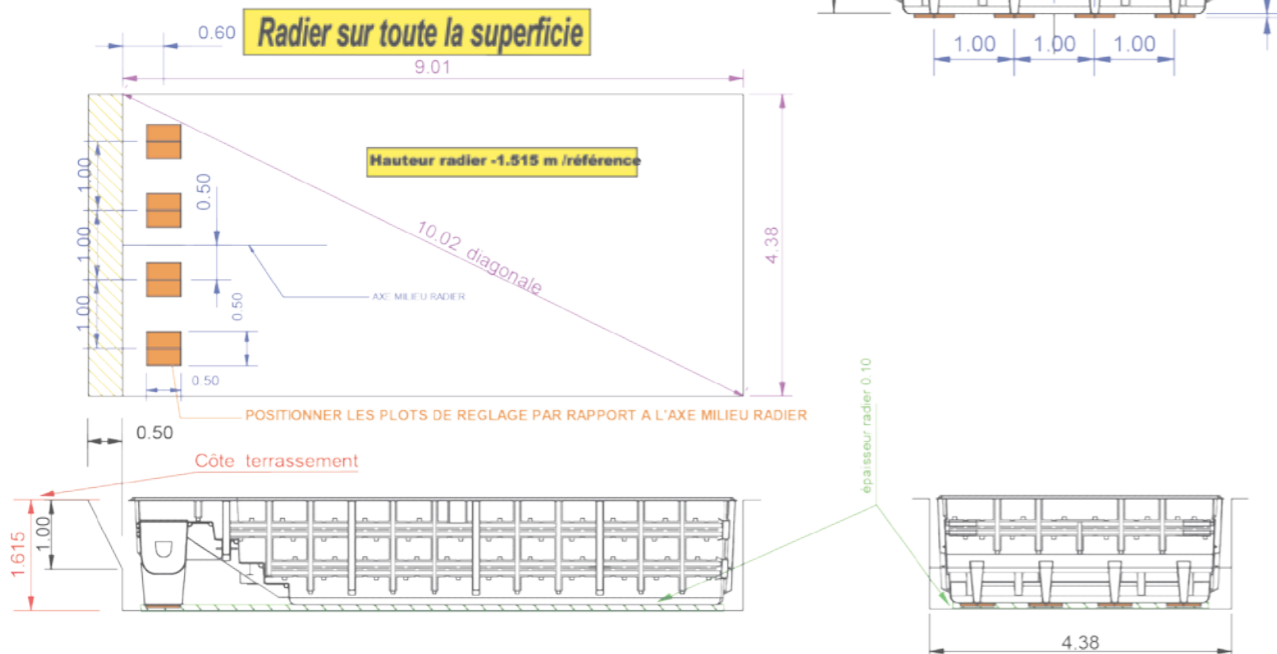 0.60
Radier sur toute la superficie
1.00
1.00
1.00
9.01
Hauteur radier -1.515 m /référence
1.00
0.50
1.00
10.02 diagonale
4.38
AXE MILIEU RADIER
1.00
0.50
0.50
POSITIONNER LES PLOTS DE REGLAGE PAR RAPPORT A L'AXE MILIEU RADIER
0.50
Côte terrassement
épaisseur radier 0.10
1.615
1.00
4.38